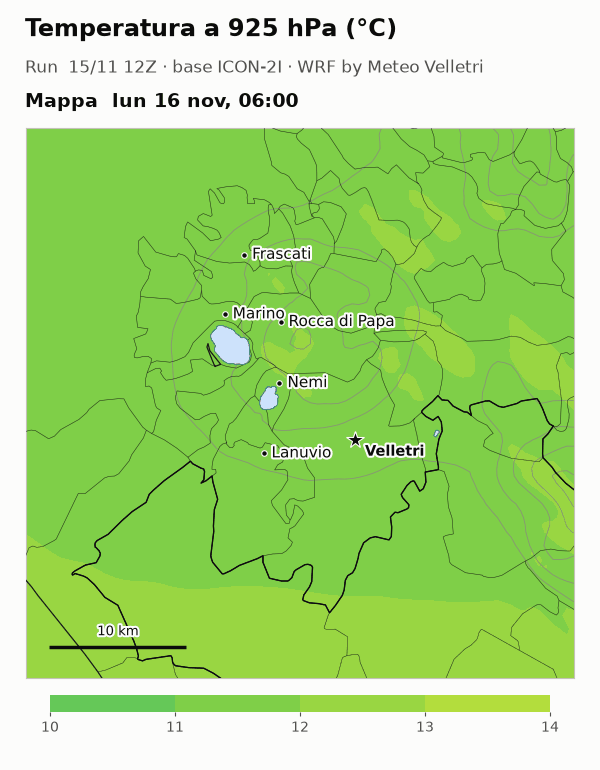 Temperatura a 925 hPa (°C)
Run  15/11 12Z · base ICON-2I · WRF by Meteo Velletri
Mappa  lun 16 nov, 06:00
Frascati
Marino
Rocca di Papa
Nemi
Velletri
Lanuvio
10 km
10 11 12 13 14